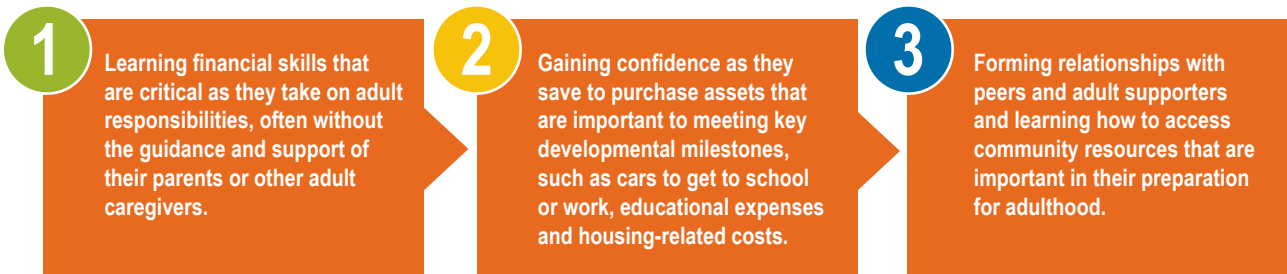 1
Learning financial skills that
are critical as they take on adult
responsibilities, often without
the guidance and support of
their parents or other adult
caregivers.
2
Gaining confidence as they
save to purchase assets that
are important to meeting key
developmental milestones,
such as cars to get to school
or work, educational expenses
and housing-related costs.
3
Forming relationships with
peers and adult supporters
and learning how to access
community resources that are
important in their preparation
for adulthood.